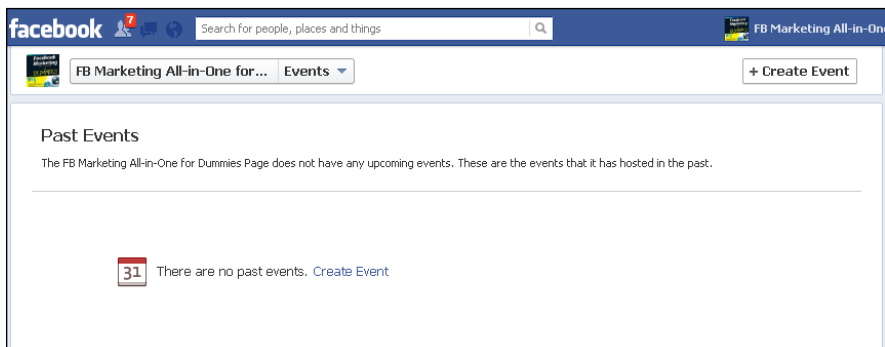 facebook
7
Search for people, places and things
FB Marketing All-in-On
FB Marketing All-in-One for... Events
+ Create Event
Past Events
The FB Marketing All-in-One for Dummies Page does not have any upcoming events. These are the events that it has hosted in the past.
31 There are no past events. Create Event